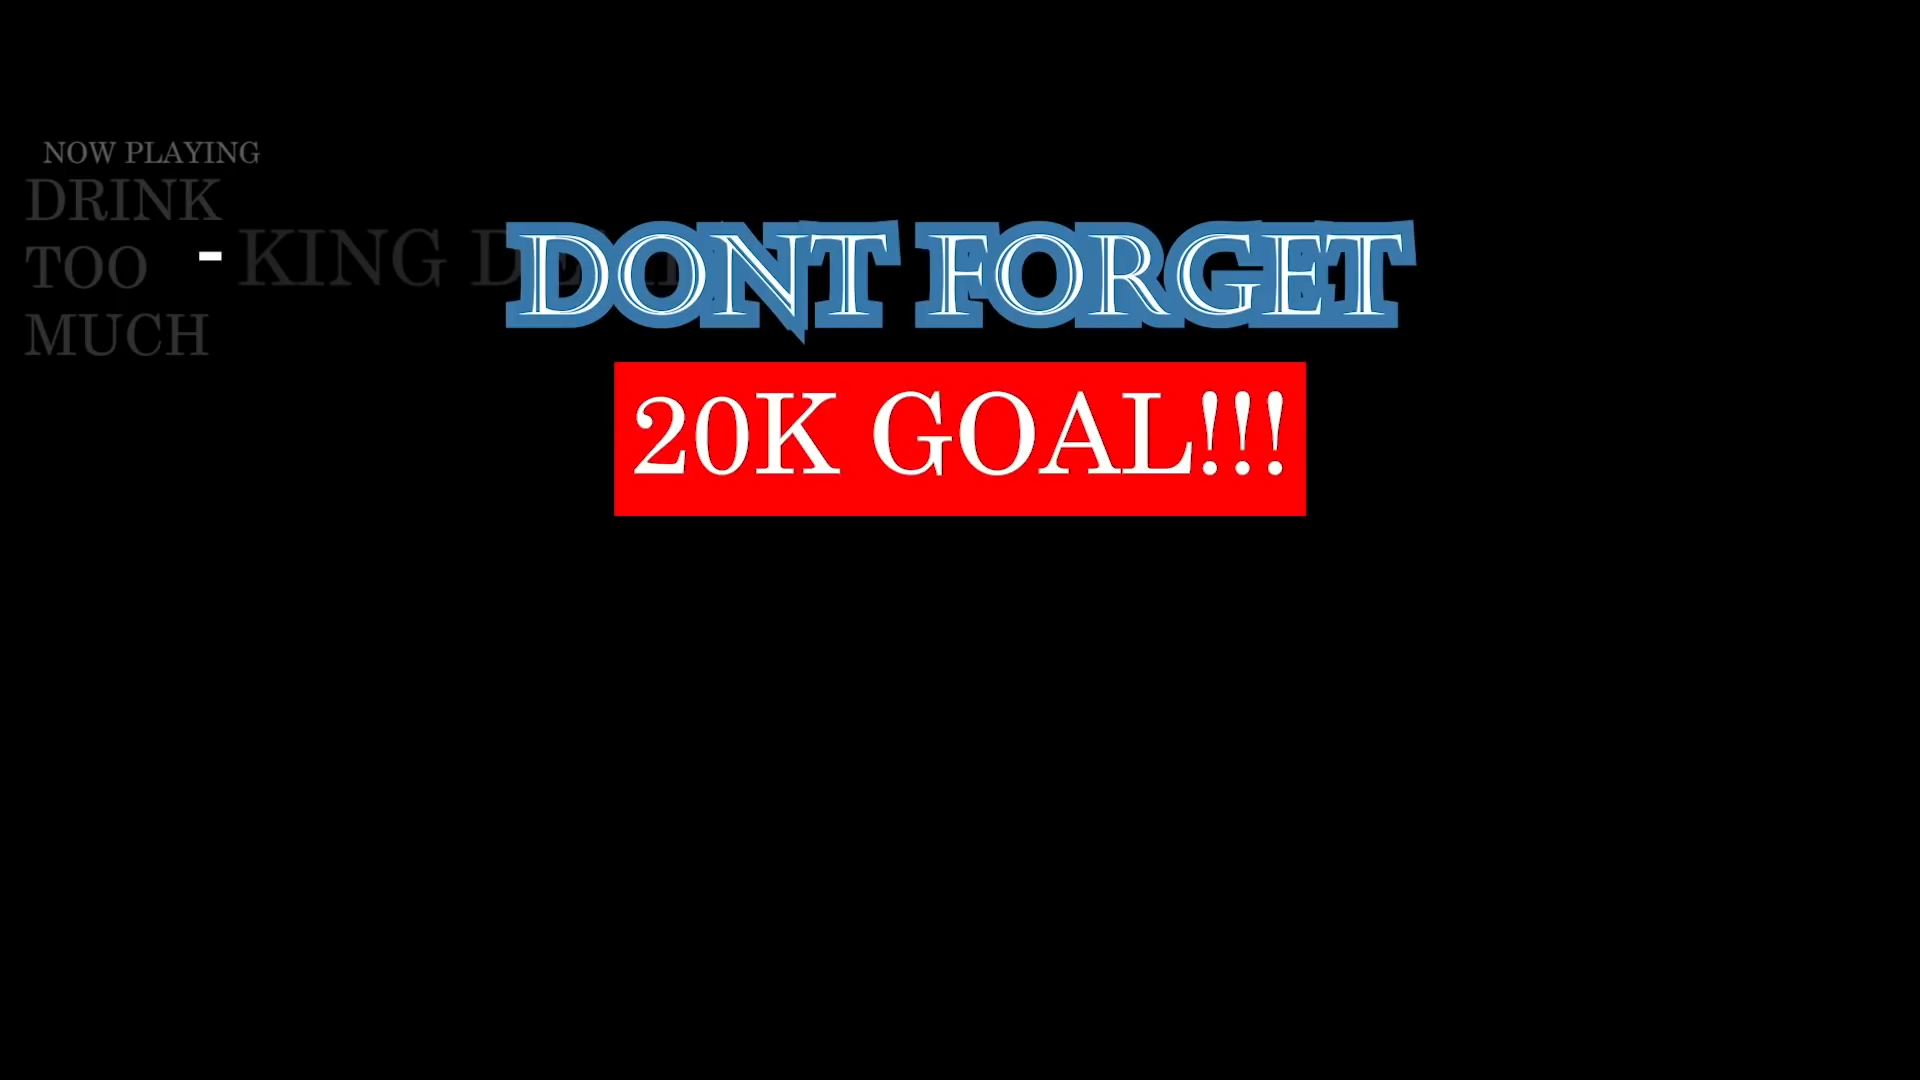 NOW PLAYING
DRINK
TOO
MUCH
- KING
DONT FORGET
20K GOAL!!!